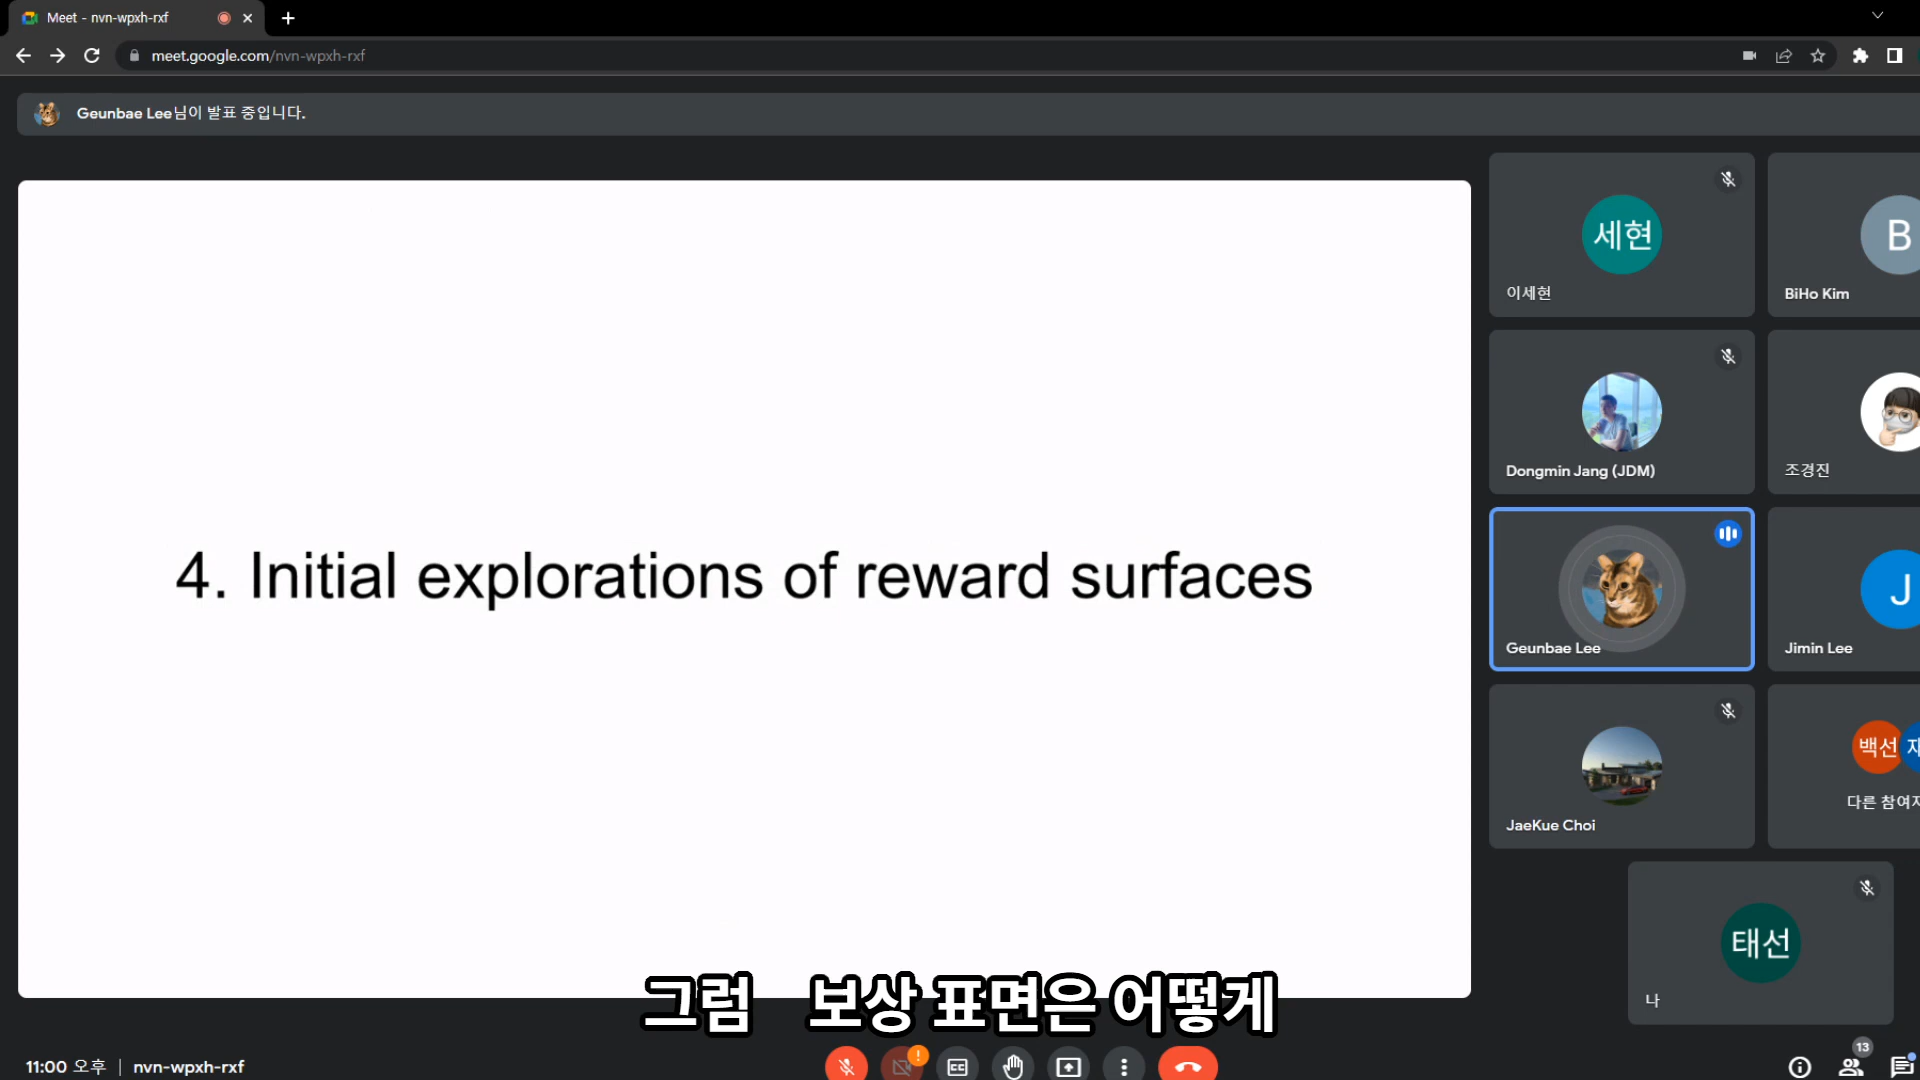 Meet - nvn-wpxh-rxf
meet.google.com/nvn-wpxh-rxf
Geunbae Lee님이 발표 중입니다.
4. Initial explorations of reward surfaces
세현
이세현
B
BiHo Kim
Dongmin Jang (JDM)
조경진
Geunbae Lee
J
Jimin Lee
JaeKue Choi
백선
다른 참여
태선
나
그럼 보상 표면은 어떻게
11:00 오후 | nvn-wpxh-rxf
13